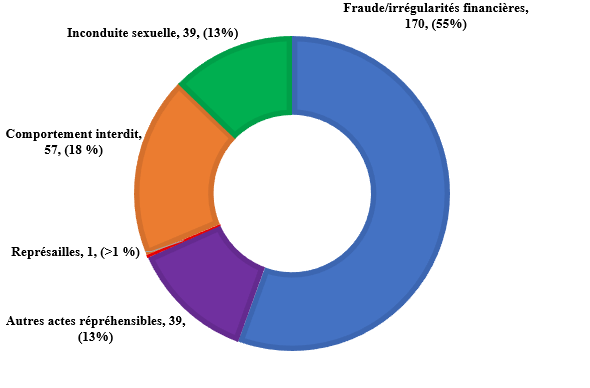 Fraude/irrégularités financières,
170, (55%)
Inconduite sexuelle, 39, (13%)
Comportement interdit,
57, (18 %)
Représailles, 1, (>1 %)
Autres actes répréhensibles, 39,
(13%)